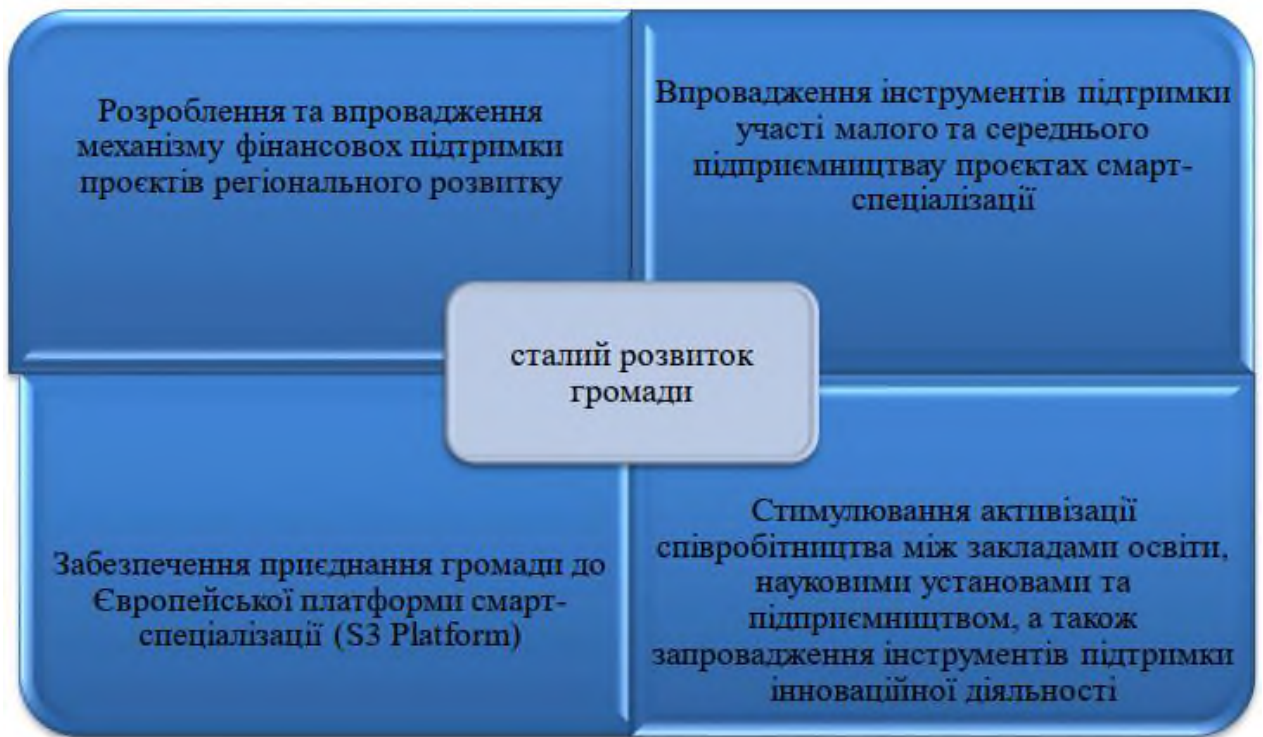 Розроблення та впровадження
механізму фінансовох підтримки
проєктів регіонального розвитку
Впровадження інструментів підтримки
участі малого та середнього
підприємництвау проєктах смарт-
спеціалізації
сталий розвиток
громади
Забезпечення приєднання громади до
Європейської платформи смарт-
спеціалізації (S3 Platform)
Стимулювання активізації
співробітництва між закладами освіти,
науковими установами та
підприємництвом, а також
запровадження інструментів підтримки
інноваційної діяльності